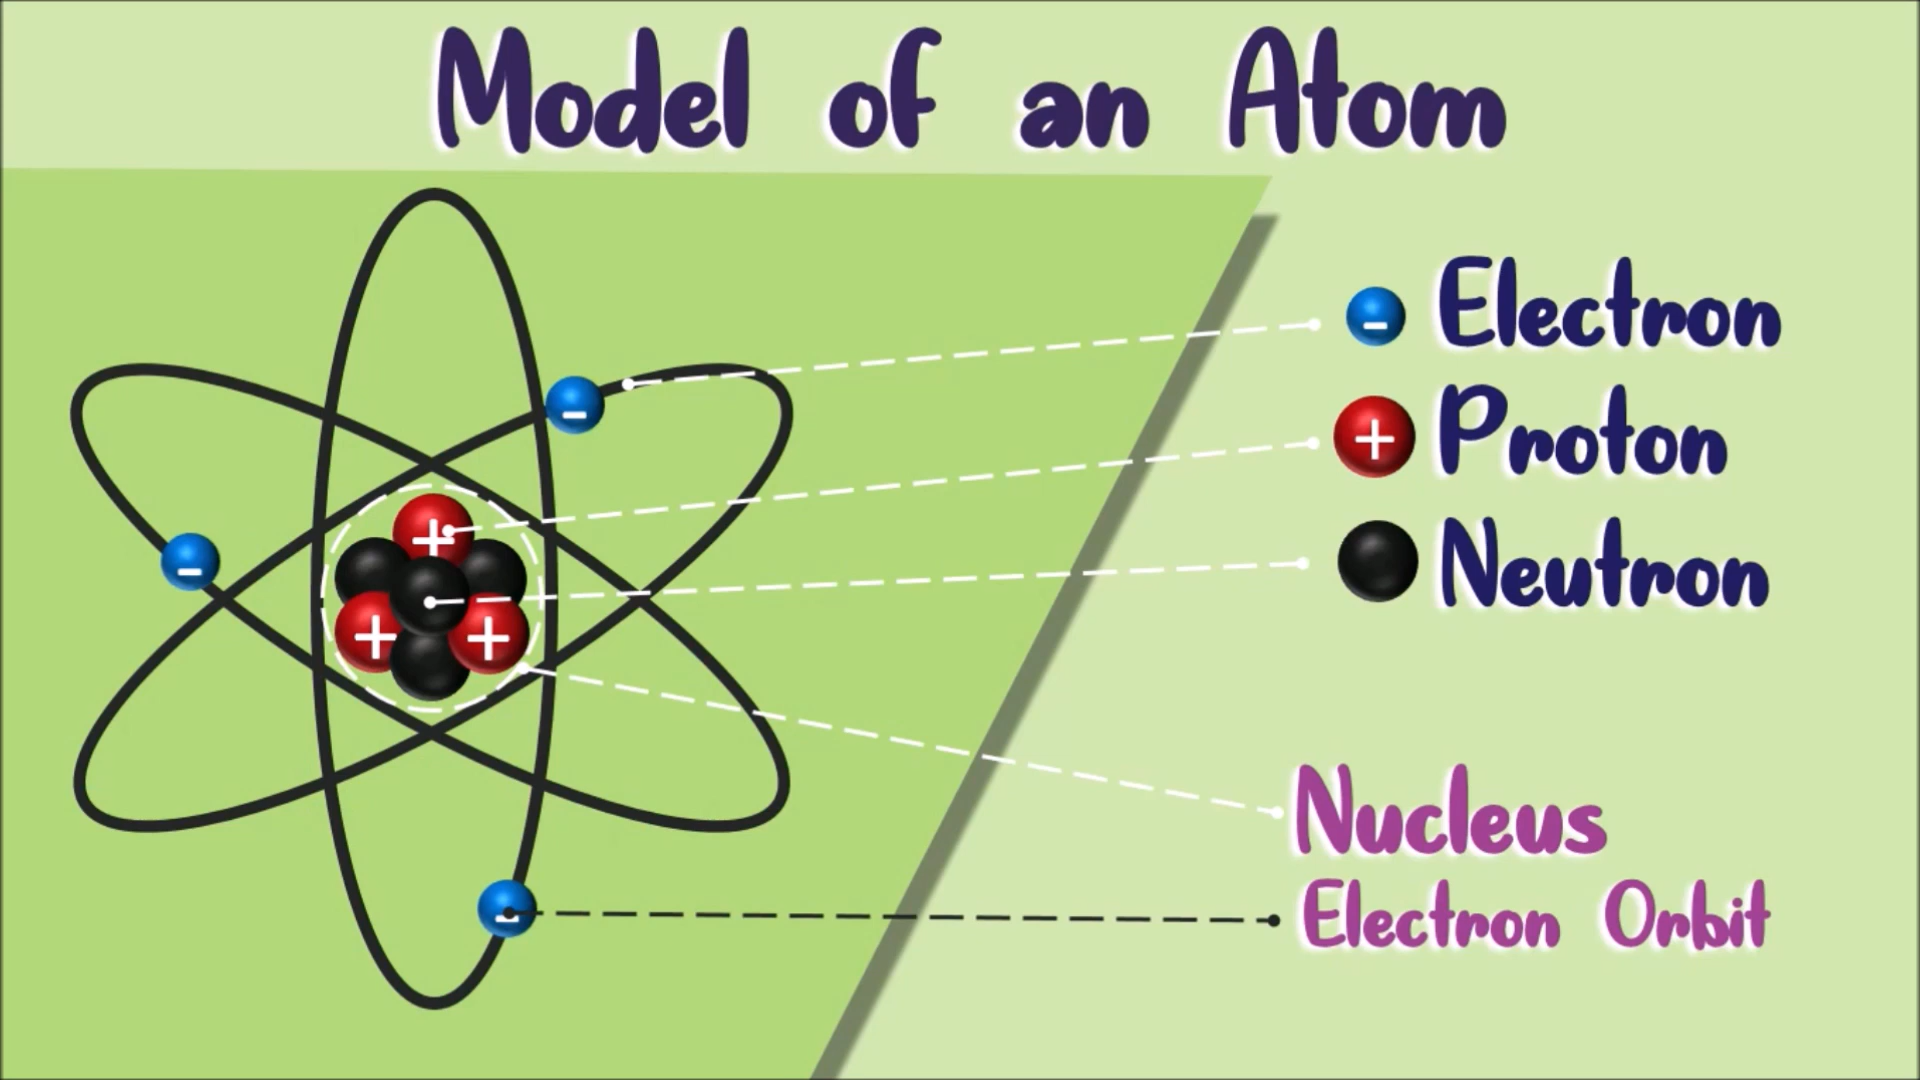 Model of an Atom
- Electron
+ Proton
Neutron
Nucleus
Electron Orbit
-
-
+
+
+
-